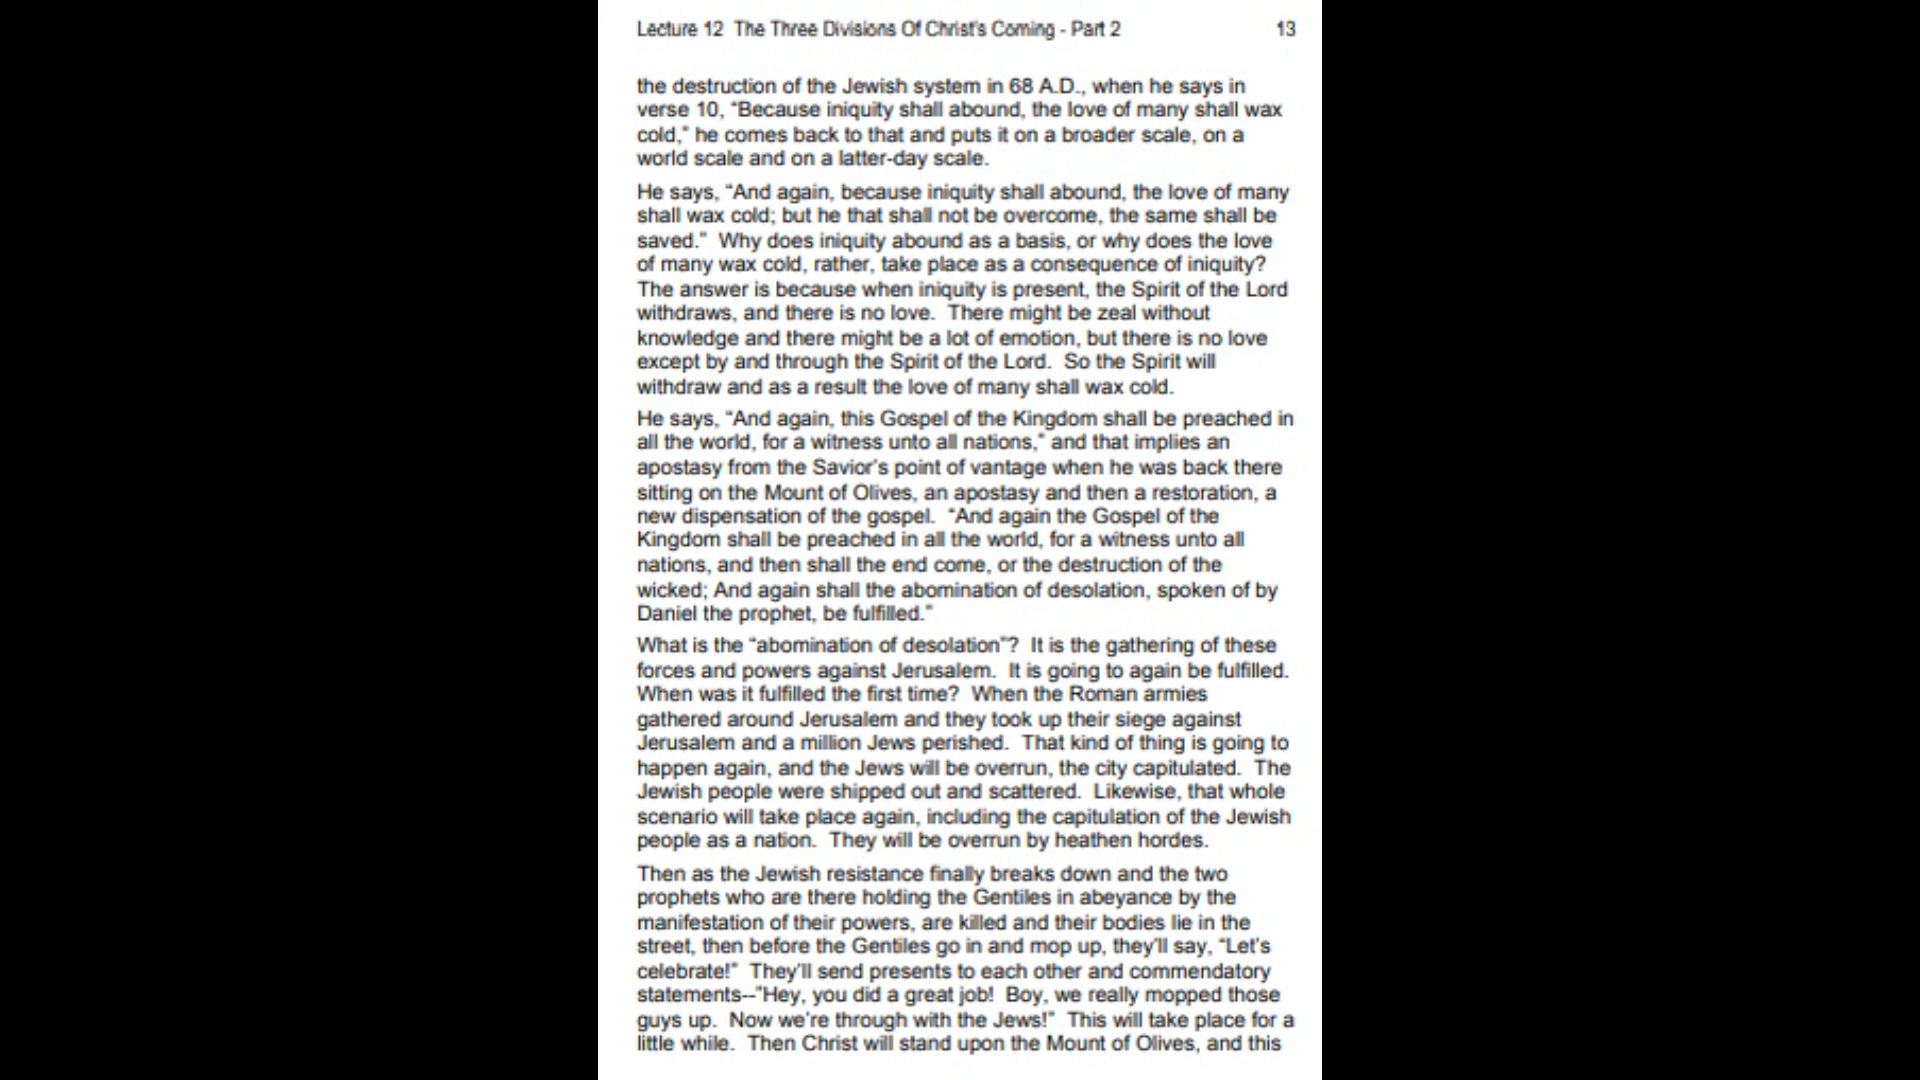 Lecture 12  The Three Divisions Of Christ's Coming - Part 2 13
the destruction of the Jewish system in 68 A.D., when he says in
verse 10, “Because iniquity shall abound, the love of many shall wax
cold,” he comes back to that and puts it on a broader scale, on a
world scale and on a latter-day scale.
He says, “And again, because iniquity shall abound, the love of many
shall wax cold; but he that shall not be overcome, the same shall be
saved.”  Why does iniquity abound as a basis, or why does the love
of many wax cold, rather, take place as a consequence of iniquity?
The answer is because when iniquity is present, the Spirit of the Lord
withdraws, and there is no love.  There might be zeal without
knowledge and there might be a lot of emotion, but there is no love
except by and through the Spirit of the Lord.  So the Spirit will
withdraw and as a result the love of many shall wax cold.
He says, “And again, this Gospel of the Kingdom shall be preached in
all the world, for a witness unto all nations,” and that implies an
apostasy from the Savior’s point of vantage when he was back there
sitting on the Mount of Olives, an apostasy and then a restoration, a
new dispensation of the gospel.  “And again the Gospel of the
Kingdom shall be preached in all the world, for a witness unto all
nations, and then shall the end come, or the destruction of the
wicked; And again shall the abomination of desolation, spoken of by
Daniel the prophet, be fulfilled.”
What is the “abomination of desolation”?  It is the gathering of these
forces and powers against Jerusalem.  It is going to again be fulfilled.
When was it fulfilled the first time?  When the Roman armies
gathered around Jerusalem and they took up their siege against
Jerusalem and a million Jews perished.  That kind of thing is going to
happen again, and the Jews will be overrun, the city capitulated.  The
Jewish people were shipped out and scattered.  Likewise, that whole
scenario will take place again, including the capitulation of the Jewish
people as a nation.  They will be overrun by heathen hordes.
Then as the Jewish resistance finally breaks down and the two
prophets who are there holding the Gentiles in abeyance by the
manifestation of their powers, are killed and their bodies lie in the
street, then before the Gentiles go in and mop up, they’ll say, “Let’s
celebrate!”  They’ll send presents to each other and commendatory
statements--”Hey, you did a great job!  Boy, we really mopped those
guys up.  Now we’re through with the Jews!”  This will take place for a
little while.  Then Christ will stand upon the Mount of Olives, and this